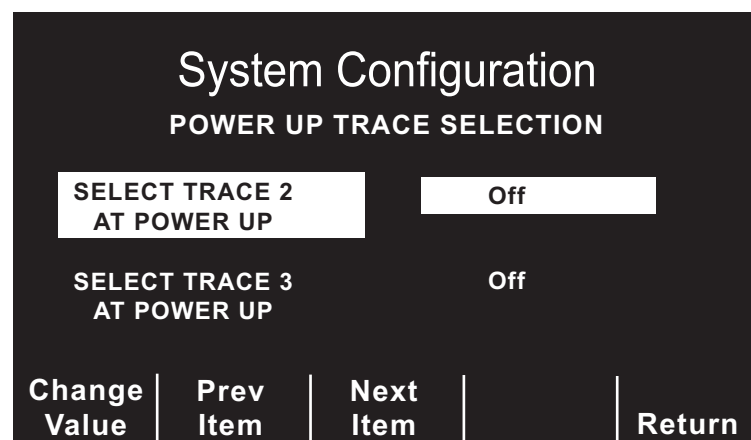 System Configuration
POWER UP TRACE SELECTION
SELECT TRACE 2
AT POWER UP
Off
SELECT TRACE 3
AT POWER UP
Off
Change
Value
Prev
Item
Next
Item
Return